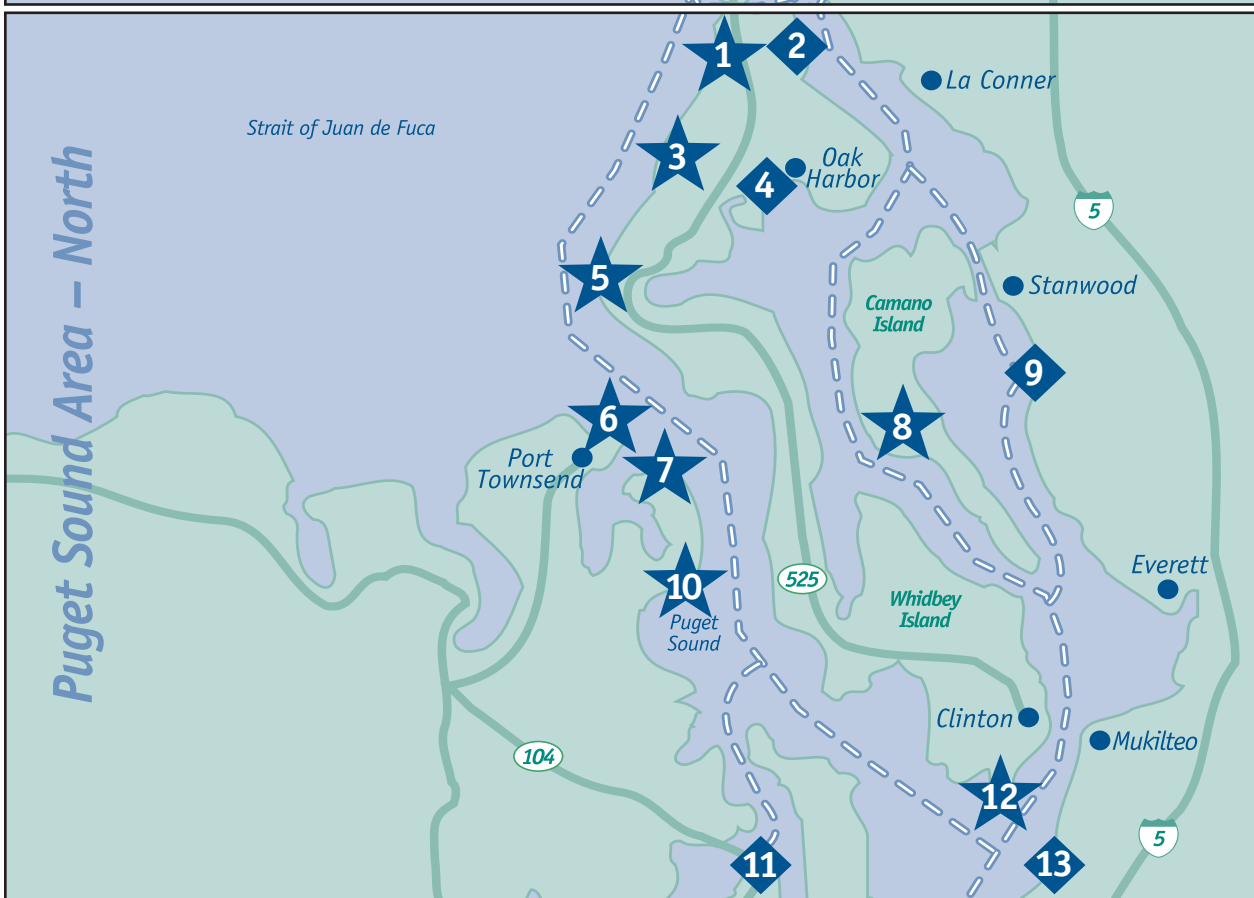 Puget Sound Area – North
1
2
La Conner
Strait of Juan de Fuca
3
Oak
Harbor
4
5
5
Stanwood
Camano
Island
9
6
8
Port
Townsend
7
Everett
10
525
Puget
Sound
Whidbey
Island
Clinton
Mukilteo
104
12
5
11
13